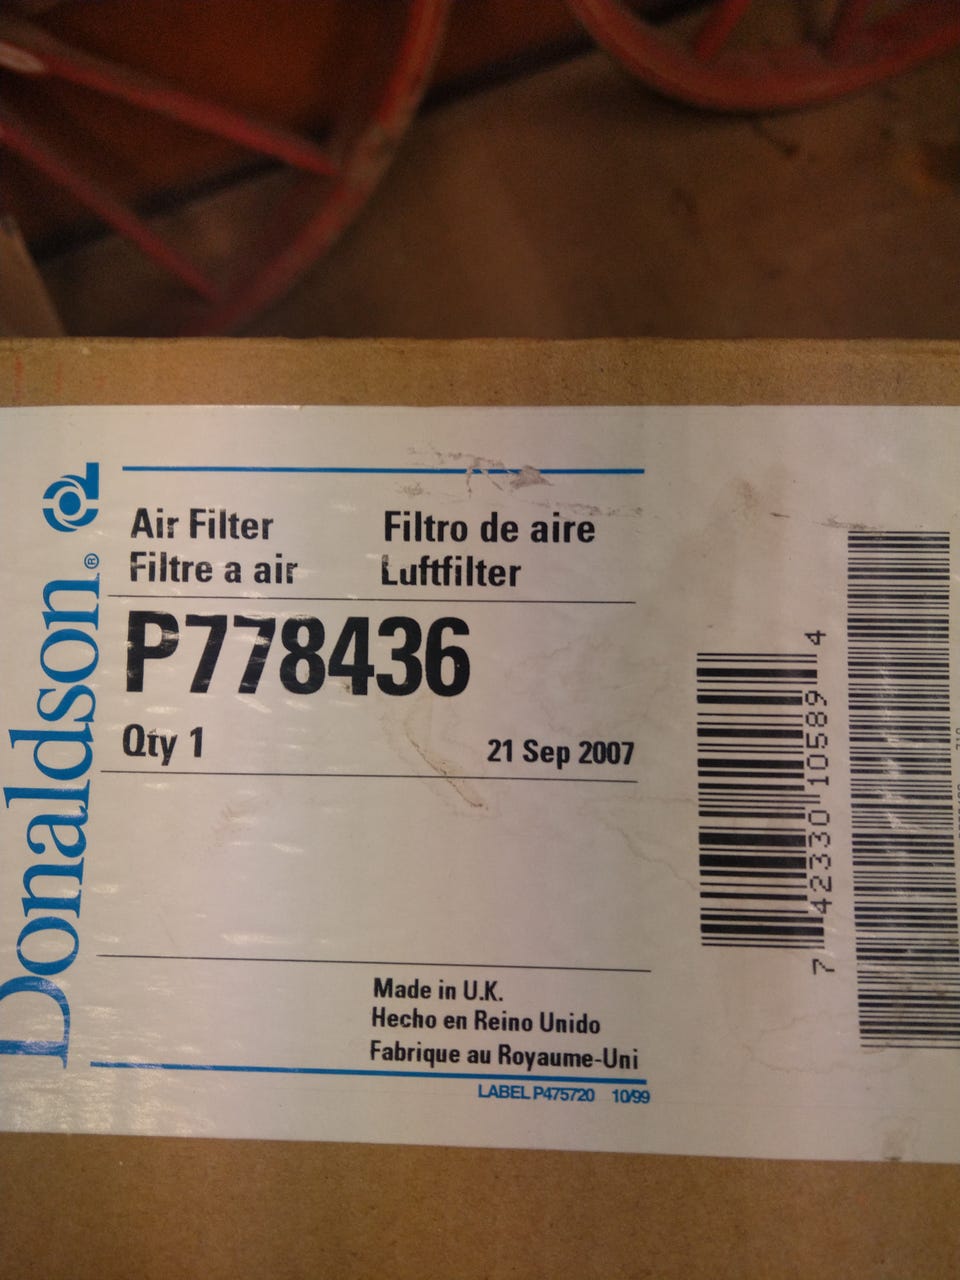 Donaldson.®
Air Filter Filtro de aire
Filtre a air Luftfilter
P778436
Qty 1 21 Sep 2007
Made in U.K.
Hecho en Reino Unido
Fabrique au Royaume-Uni
LABEL P475720 10/99
7 42330 10589 4